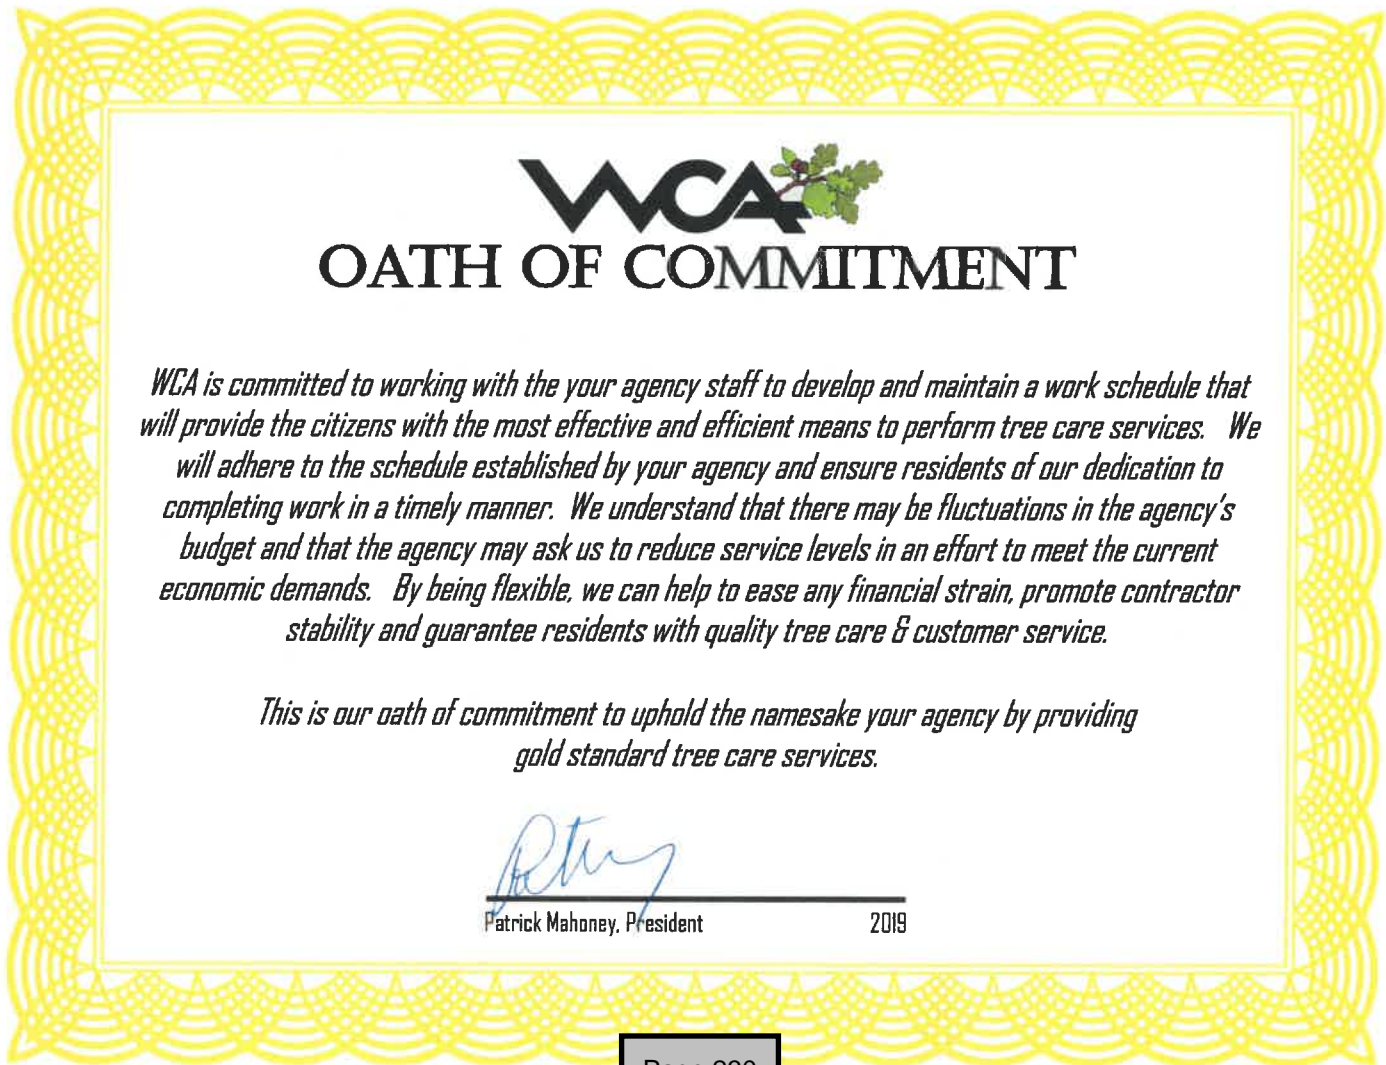 WCA
OATH OF COMMITMENT
WCA is committed to working with the your agency staff to develop and maintain a work schedule that
will provide the citizens with the most effective and efficient means to perform tree care services. We
will adhere to the schedule established by your agency and ensure residents of our dedication to
completing work in a timely manner. We understand that there may be fluctuations in the agency's
budget and that the agency may ask us to reduce service levels in an effort to meet the current
economic demands. By being flexible, we can help to ease any financial strain, promote contractor
stability and guarantee residents with quality tree care & customer service.
This is our oath of commitment to uphold the namesake your agency by providing
gold standard tree care services.
Patrick Mahoney, President 2019